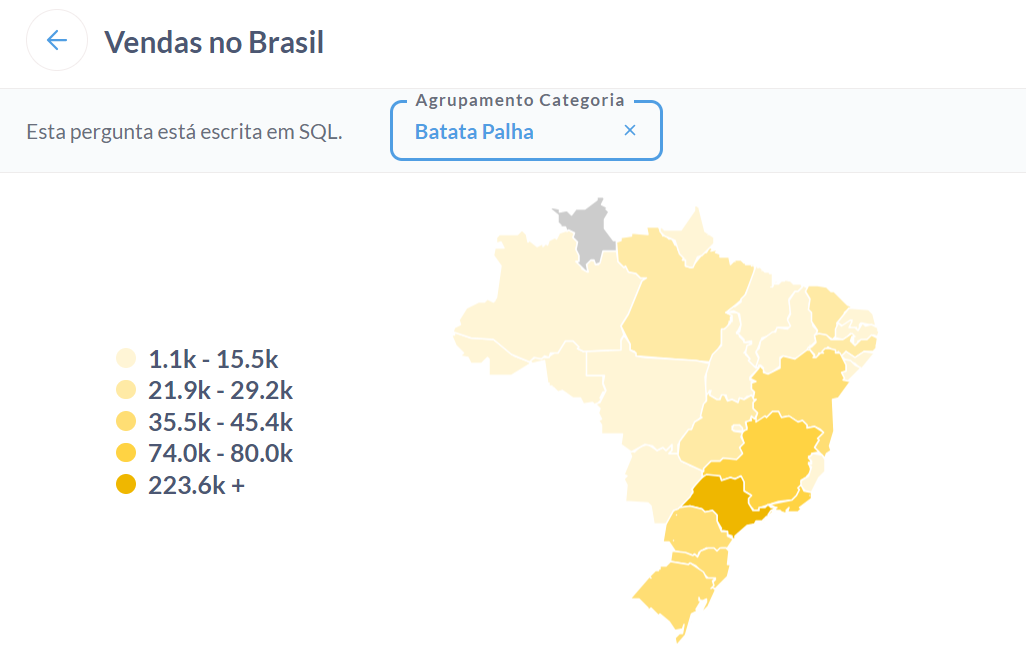 Vendas no Brasil
Agrupamento Categoria
Esta pergunta está escrita em SQL.
Batata Palha
1.1k - 15.5k
21.9k - 29.2k
35.5k - 45.4k
74.0k - 80.0k
223.6k +